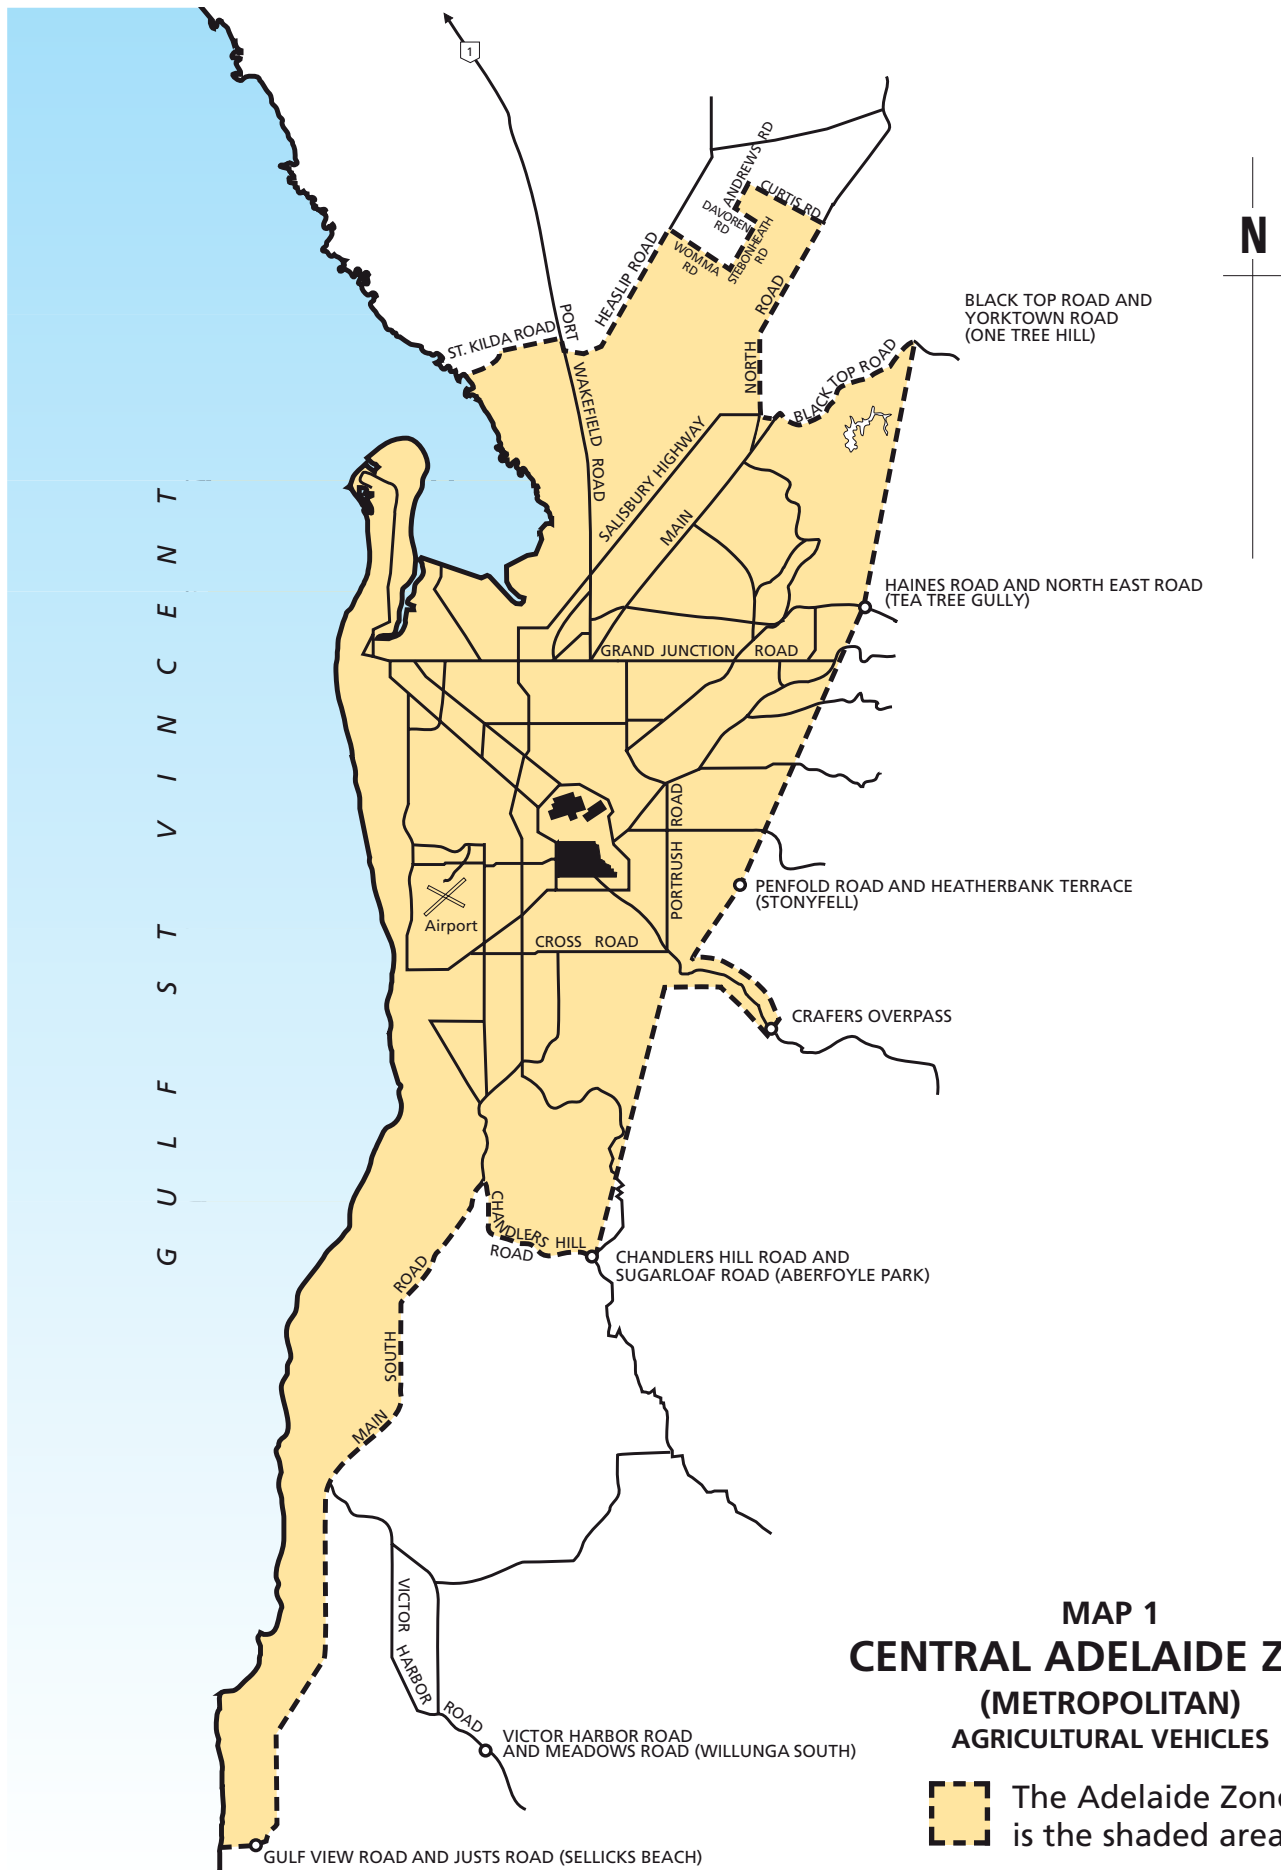 1
ANDREWS RD
CURTIS RD
DAVOREN
RD
STEBONHEATH
RD
WOMMA
RD
HEASLIP ROAD
N
NORTH ROAD
BLACK TOP ROAD AND
YORKTOWN ROAD
(ONE TREE HILL)
PORT WAKEFIELD ROAD
ST. KILDA ROAD
BLACK TOP ROAD
SALISBURY HIGHWAY
MAIN
GULF ST VINCENT
HAINES ROAD AND NORTH EAST ROAD
(TEA TREE GULLY)
GRAND JUNCTION ROAD
PORTRUSH ROAD
PENFOLD ROAD AND HEATHERBANK TERRACE
(STONYFELL)
Airport
CROSS ROAD
CRAFERS OVERPASS
CHANDLERS HILL
ROAD
CHANDLERS HILL ROAD AND
SUGARLOAF ROAD (ABERFOYLE PARK)
MAIN SOUTH ROAD
VICTOR HARBOR ROAD
VICTOR HARBOR ROAD
AND MEADOWS ROAD (WILLUNGA SOUTH)
GULF VIEW ROAD AND JUSTS ROAD (SELLICKS BEACH)
MAP 1
CENTRAL ADELAIDE Z
(METROPOLITAN)
AGRICULTURAL VEHICLES
The Adelaide Zone
is the shaded area